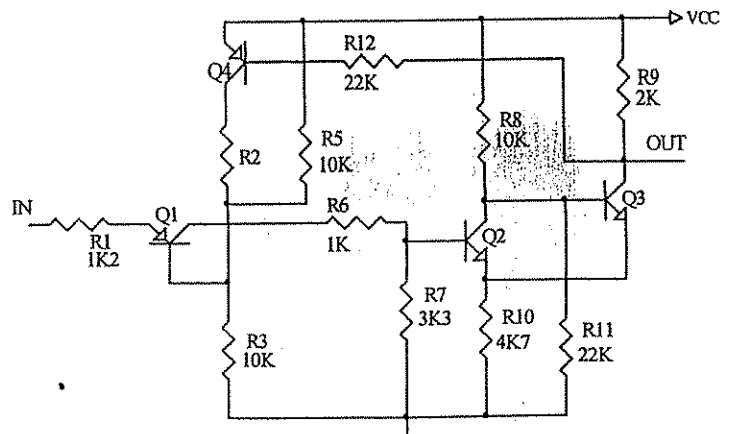 VCC
R12
22K
Q4
R9
2K
R8
10K
R5
10K
R2
OUT
IN
R1
1K2
Q1
R6
1K
Q3
Q2
R7
3K3
R3
10K
R10
4K7
R11
22K